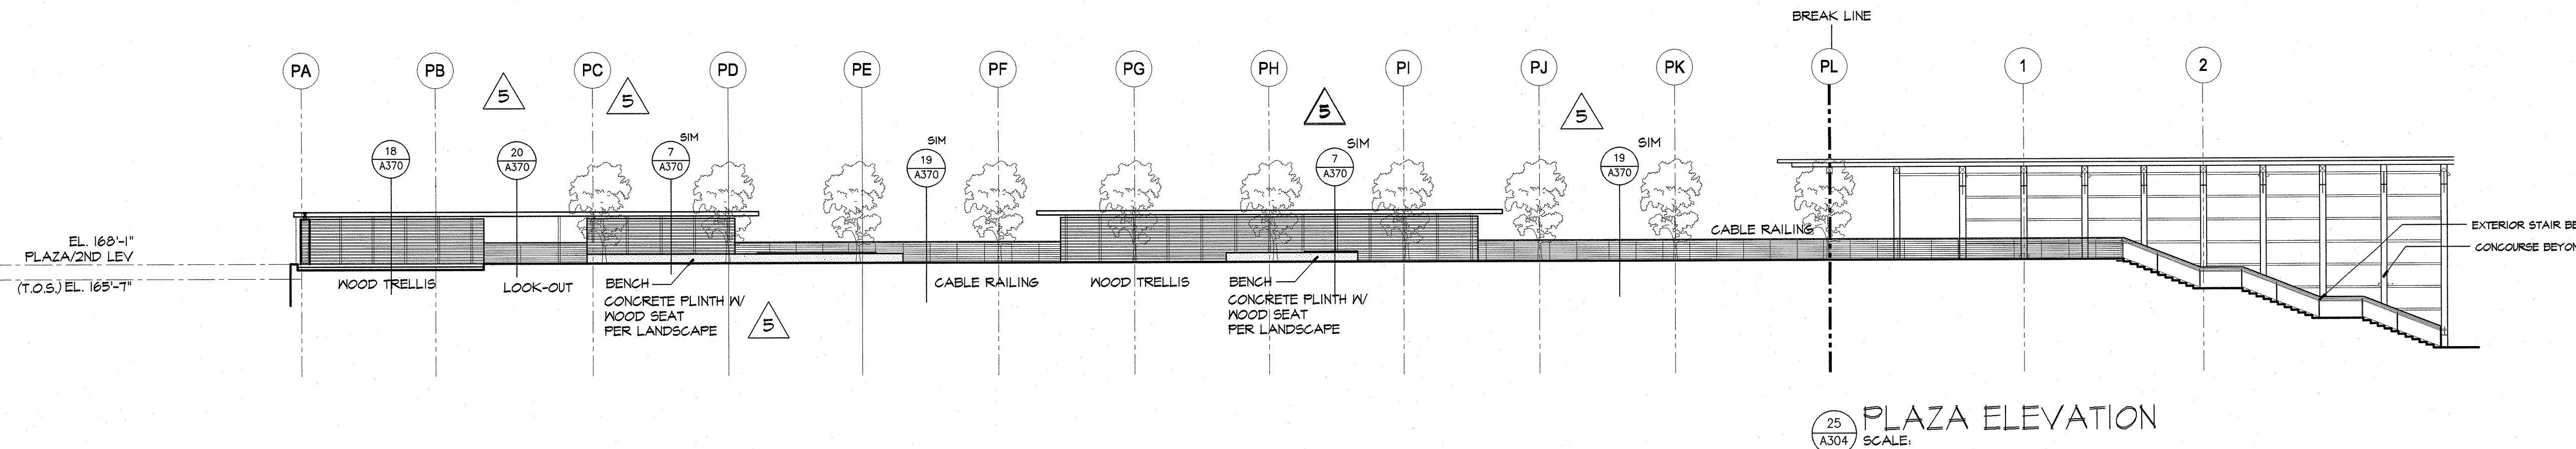 BREAK LINE
PA
PB
PC
PD
PE
PF
PG
PH
PI
PJ
PK
PL
1
2
5
5
5
5
18
A370
20
A370
SIM
7
A370
SIM
19
A370
SIM
7
A370
SIM
19
A370
EL. 168'-1"
PLAZA/2ND LEV
(T.O.S.) EL. 165'-7"
CABLE RAILING
EXTERIOR STAIR BE
CONCOURSE BEYON
WOOD TRELLIS
LOOK-OUT
BENCH
CONCRETE PLINTH W/
WOOD SEAT
PER LANDSCAPE
5
CABLE RAILING
WOOD TRELLIS
BENCH
CONCRETE PLINTH W/
WOOD SEAT
PER LANDSCAPE
25
A304
PLAZA ELEVATION
SCALE: